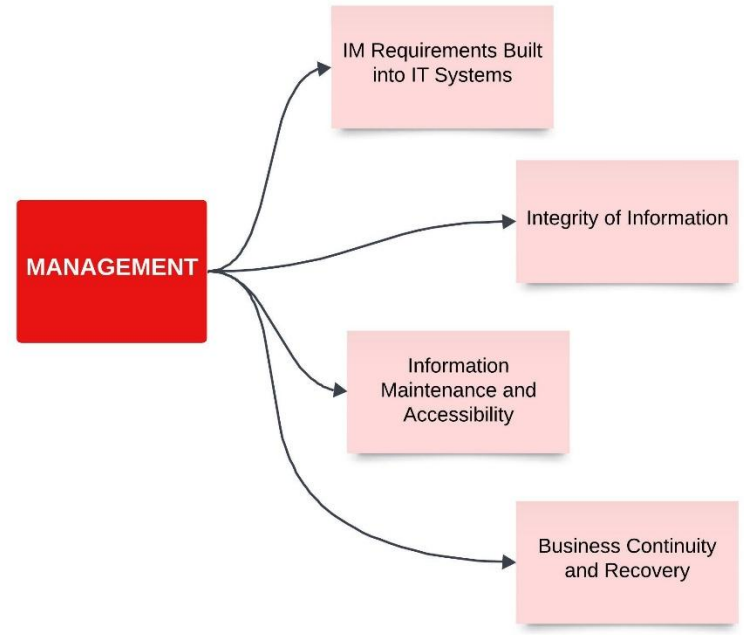 IM Requirements Built
into IT Systems
Integrity of Information
MANAGEMENT
Information
Maintenance and
Accessibility
Business Continuity
and Recovery